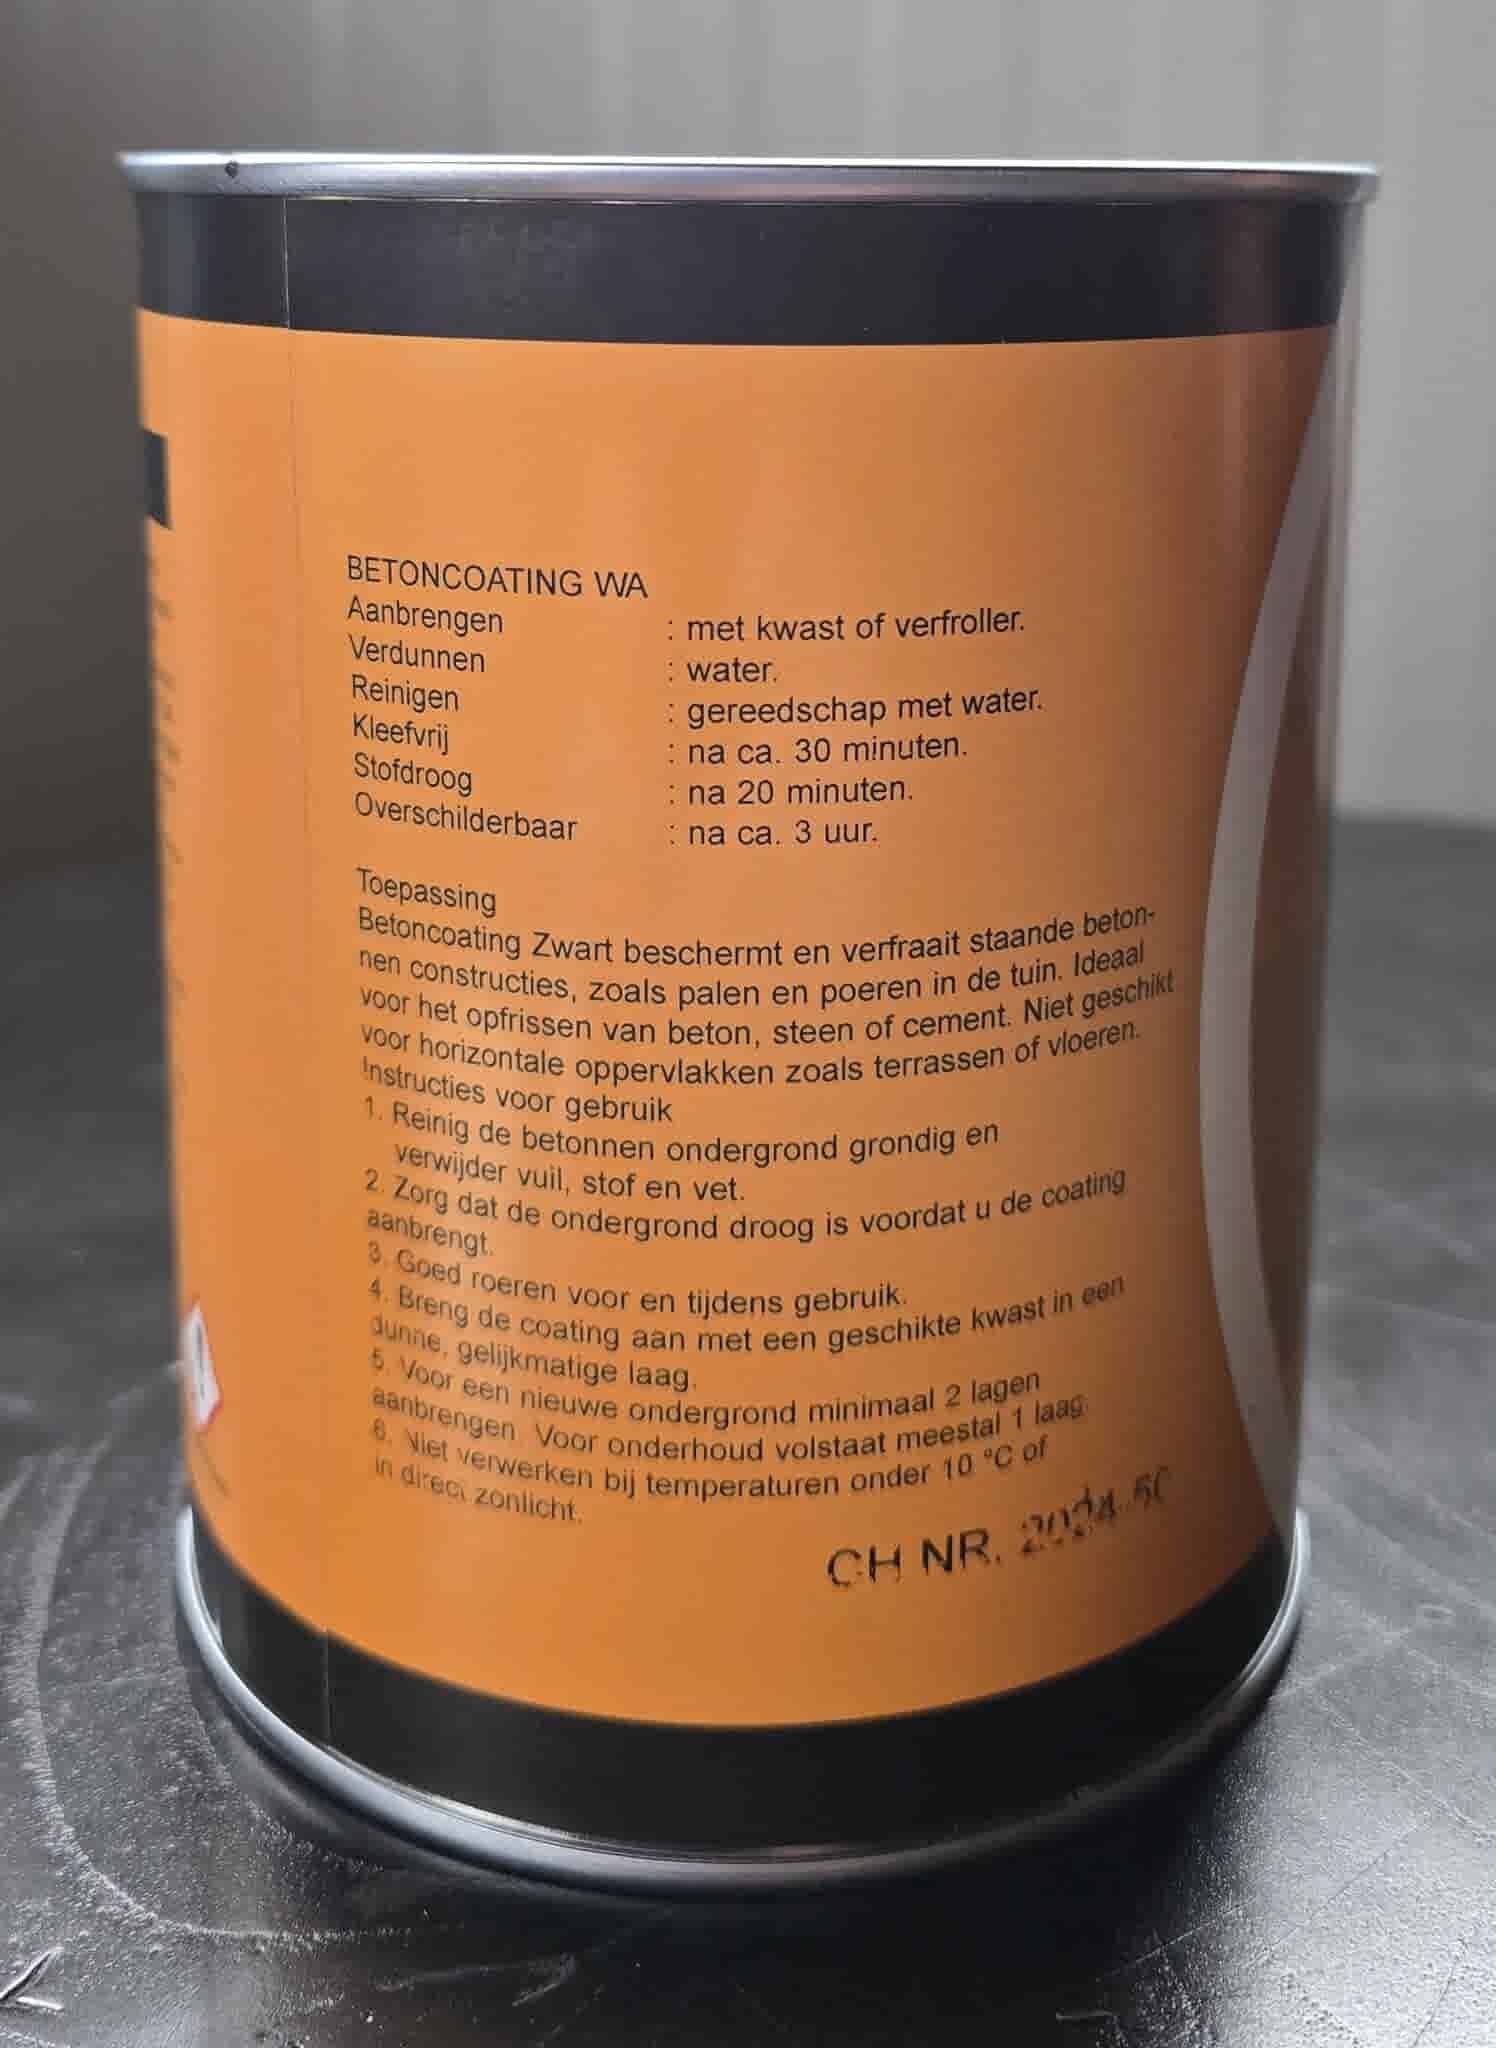 BETONCOATING WA
Aanbrengen : met kwast of verfroller.
Verdunnen : water.
Reinigen : gereedschap met water.
Kleefvrij : na ca. 30 minuten.
Stofdroog : na 20 minuten.
Overschilderbaar : na ca. 3 uur.
Toepassing
Betoncoating Zwart beschermt en verfraait staande beton-
nen constructies, zoals palen en poeren in de tuin. Ideaal
voor het opfrissen van beton, steen of cement. Niet geschikt
voor horizontale oppervlakken zoals terrassen of vloeren.
Instructies voor gebruik
1. Reinig de betonnen ondergrond grondig en
verwijder vuil, stof en vet.
2. Zorg dat de ondergrond droog is voordat u de coating
aanbrengt.
3. Goed roeren voor en tijdens gebruik.
4. Breng de coating aan met een geschikte kwast in een
dunne, gelijkmatige laag.
5. Voor een nieuwe ondergrond minimaal 2 lagen
aanbrengen. Voor onderhoud volstaat meestal 1 laag.
6. Niet verwerken bij temperaturen onder 10 °C of
in direct zonlicht.
CH NR.